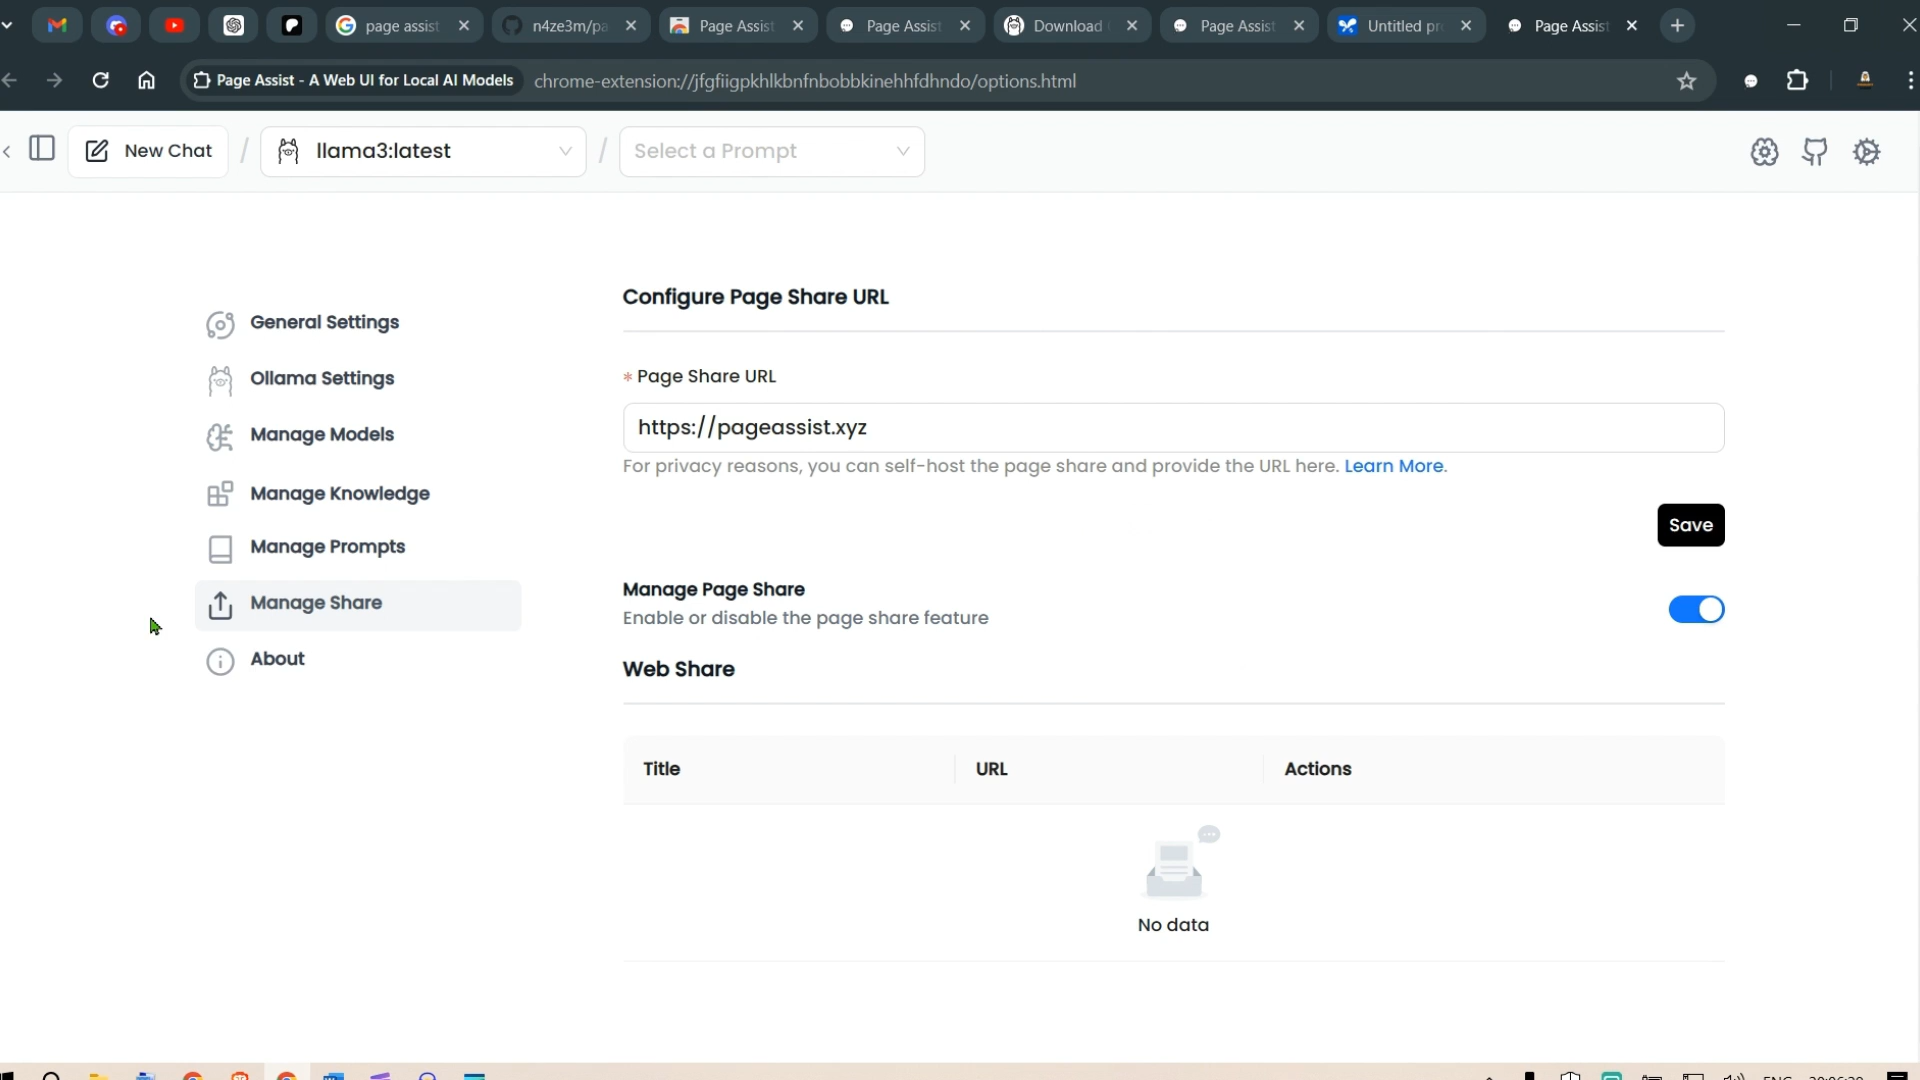 page assist
n4ze3m/pa
Page Assist
Page Assist
Download
Page Assist
Untitled pr
Page Assist
Page Assist - A Web UI for Local AI Models
chrome-extension://jfgfiigpkhlkbnfnbobbkinehhfdhndo/options.html
New Chat / llama3:latest / Select a Prompt
General Settings
Ollama Settings
Manage Models
Manage Knowledge
Manage Prompts
Manage Share
About
Configure Page Share URL
* Page Share URL
https://pageassist.xyz
For privacy reasons, you can self-host the page share and provide the URL here. Learn More.
Save
Manage Page Share
Enable or disable the page share feature
Web Share
Title URL Actions
No data